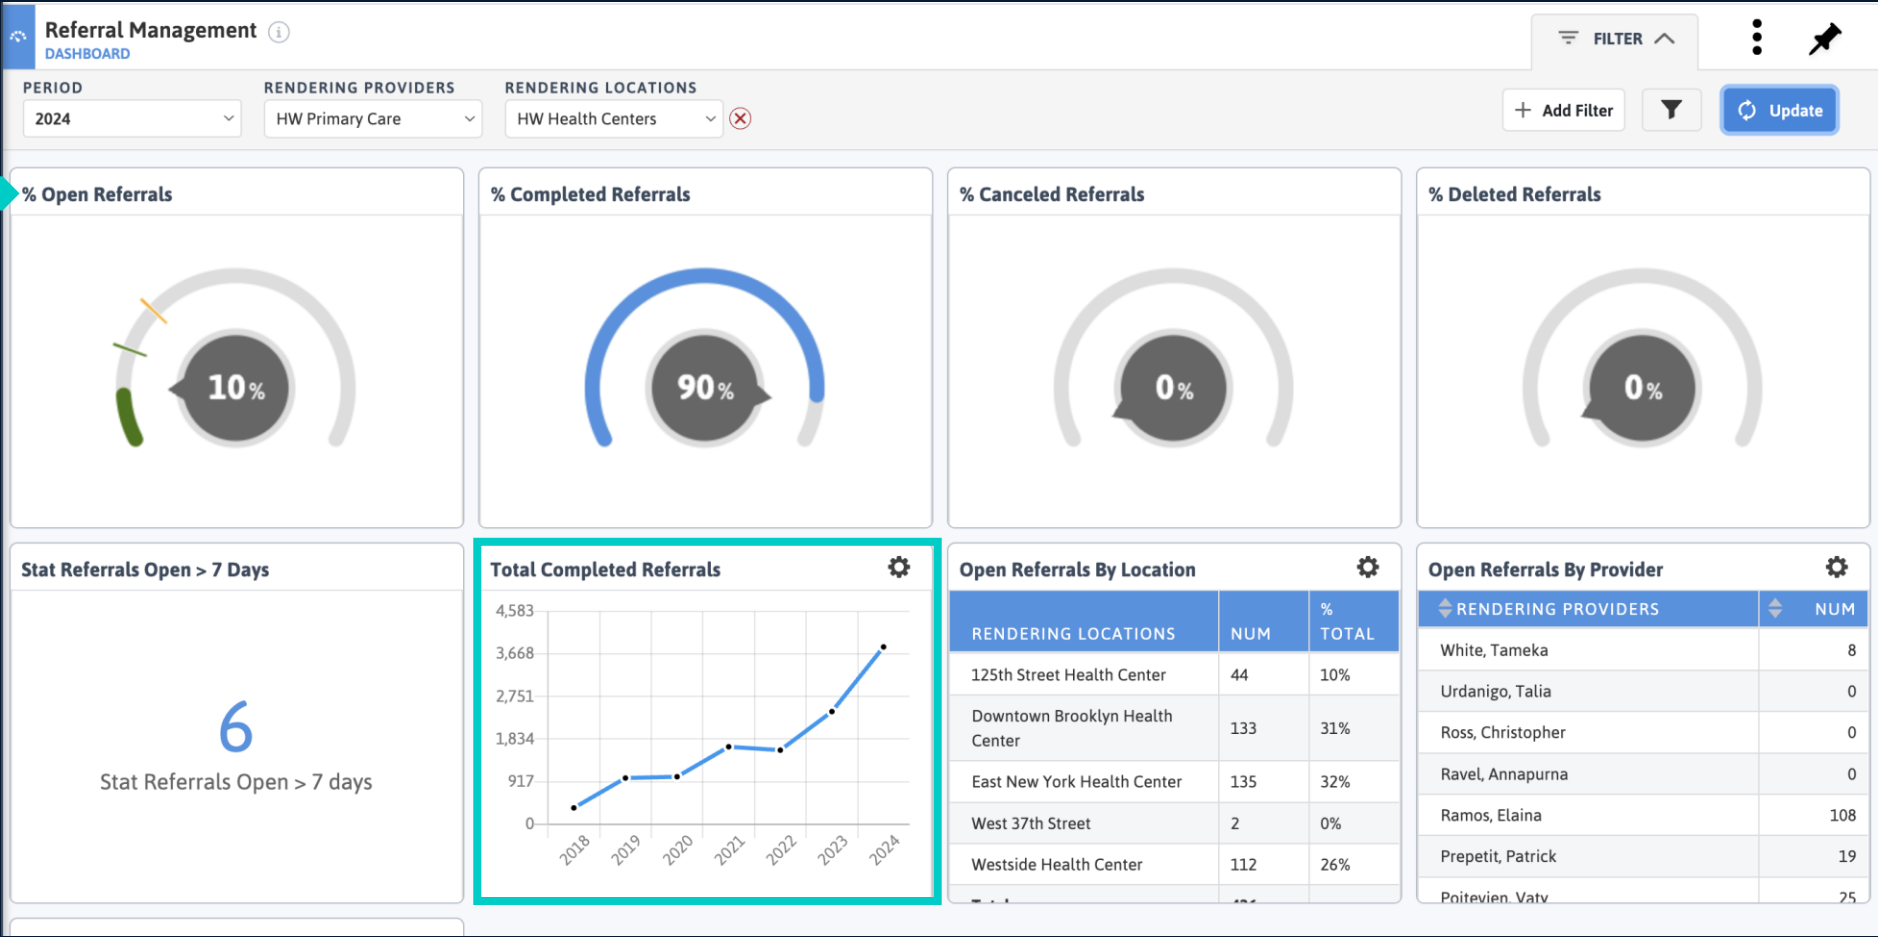 Referral Management
DASHBOARD
FILTER
PERIOD
RENDERING PROVIDERS
RENDERING LOCATIONS
2024
HW Primary Care
HW Health Centers
+ Add Filter
Update
% Open Referrals
% Completed Referrals
% Canceled Referrals
% Deleted Referrals
10%
90%
0%
0%
Stat Referrals Open > 7 Days
6
Stat Referrals Open > 7 days
Total Completed Referrals
4,583
3,668
2,751
1,834
917
0
2018
2019
2020
2021
2022
2023
2024
Open Referrals By Location
RENDERING LOCATIONS NUM % TOTAL
125th Street Health Center 44 10%
Downtown Brooklyn Health
Center 133 31%
East New York Health Center 135 32%
West 37th Street 2 0%
Westside Health Center 112 26%
Open Referrals By Provider
RENDERING PROVIDERS NUM
White, Tameka 8
Urdanigo, Talia 0
Ross, Christopher 0
Ravel, Annapurna 0
Ramos, Elaina 108
Prepetit, Patrick 19
Poitevien, Vaty 25